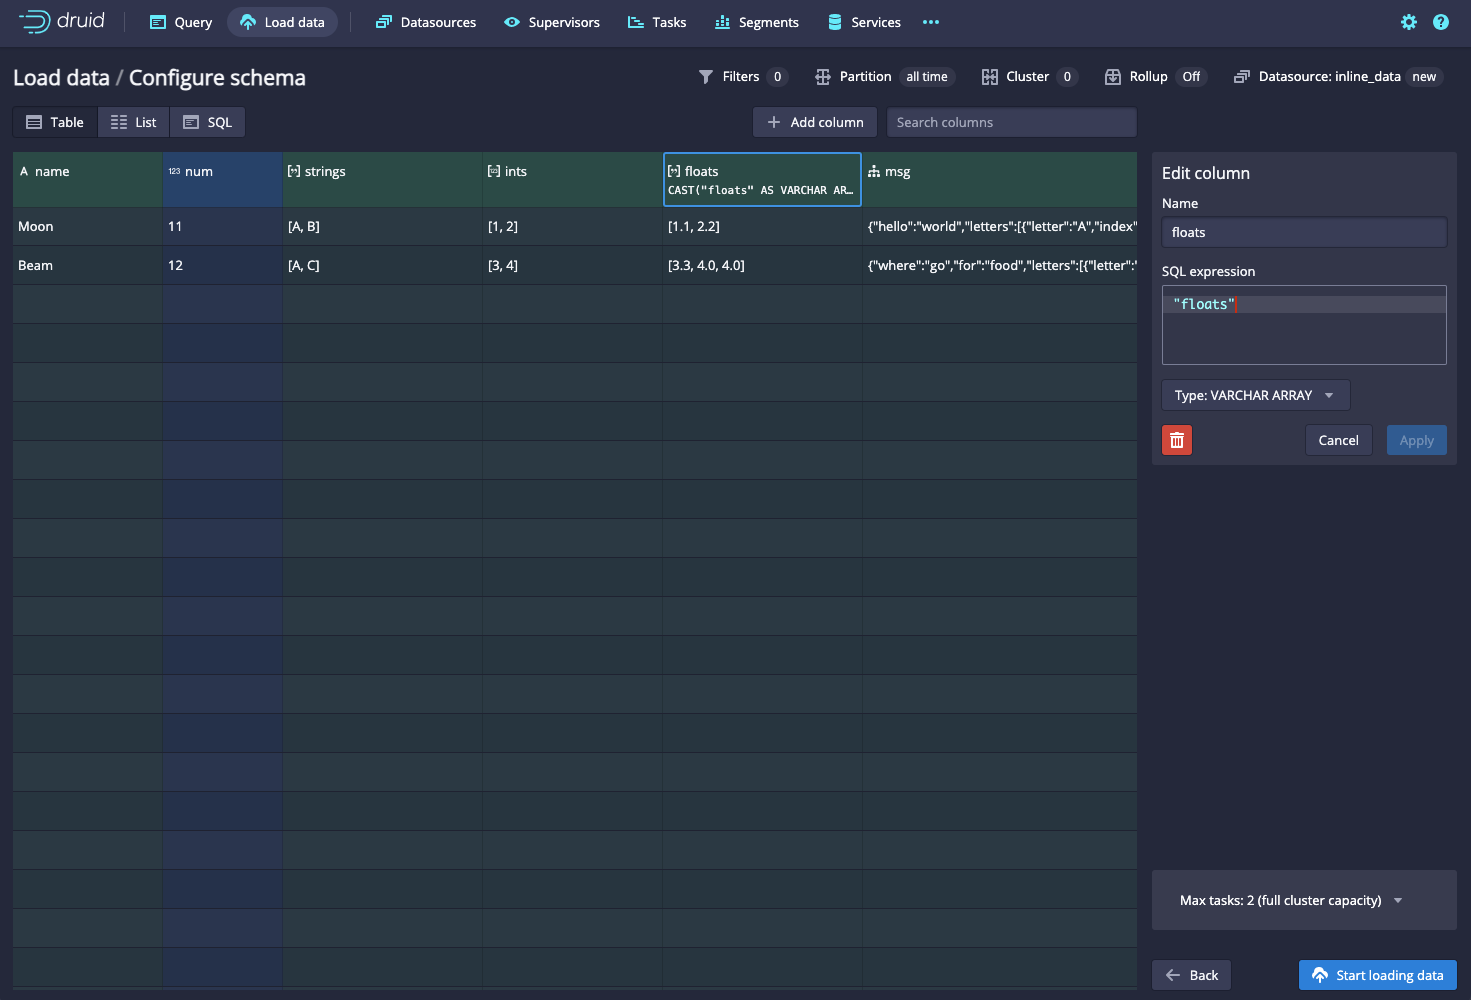 druid
Query
Load data
Datasources
Supervisors
Tasks
Segments
Services
Load data / Configure schema
Filters 0
Partition all time
Cluster 0
Rollup Off
Datasource: inline_data new
Table
List
SQL
Add column
Search columns
A name
123 num
strings
ints
floats
CAST("floats" AS VARCHAR AR…
msg
Moon 11 [A, B] [1, 2] [1.1, 2.2] {"hello":"world","letters":[{"letter":"A","index"
Beam 12 [A, C] [3, 4] [3.3, 4.0, 4.0] {"where":"go","for":"food","letters":[{"letter":"
Edit column
Name
floats
SQL expression
"floats"
Type: VARCHAR ARRAY
Cancel
Apply
Max tasks: 2 (full cluster capacity)
Back
Start loading data